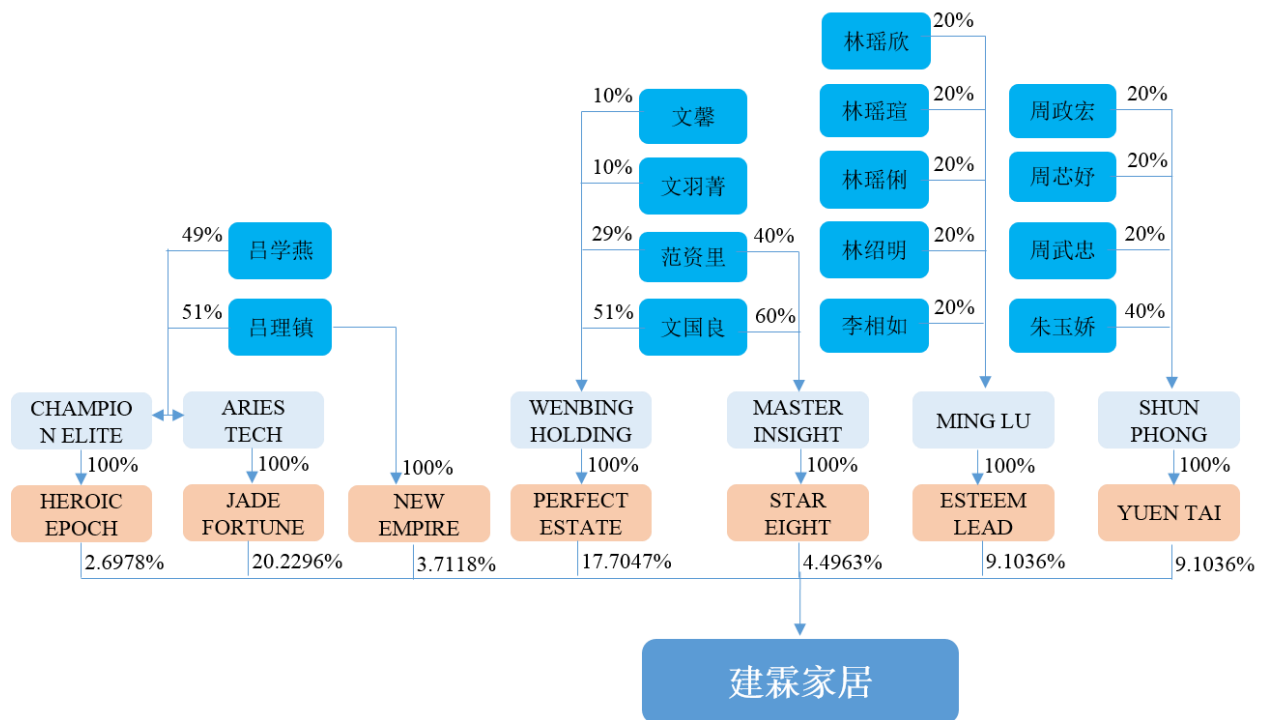 20%
林瑶欣
10%
文馨
20%
林瑶瑄
20%
周政宏
10%
文羽菁
20%
林瑶俐
20%
周芯妤
49%
吕学燕
29%
范资里
40%
林绍明
20%
周武忠
20%
51%
吕理镇
51%
文国良
60%
李相如
20%
朱玉娇
40%
CHAMPIO
N ELITE
ARIES
TECH
WENBING
HOLDING
MASTER
INSIGHT
MING LU
SHUN
PHONG
100%
100%
100%
100%
100%
100%
100%
HEROIC
EPOCH
JADE
FORTUNE
NEW
EMPIRE
PERFECT
ESTATE
STAR
EIGHT
ESTEEM
LEAD
YUEN TAI
2.6978%
20.2296%
3.7118%
17.7047%
4.4963%
9.1036%
9.1036%
建霖家居